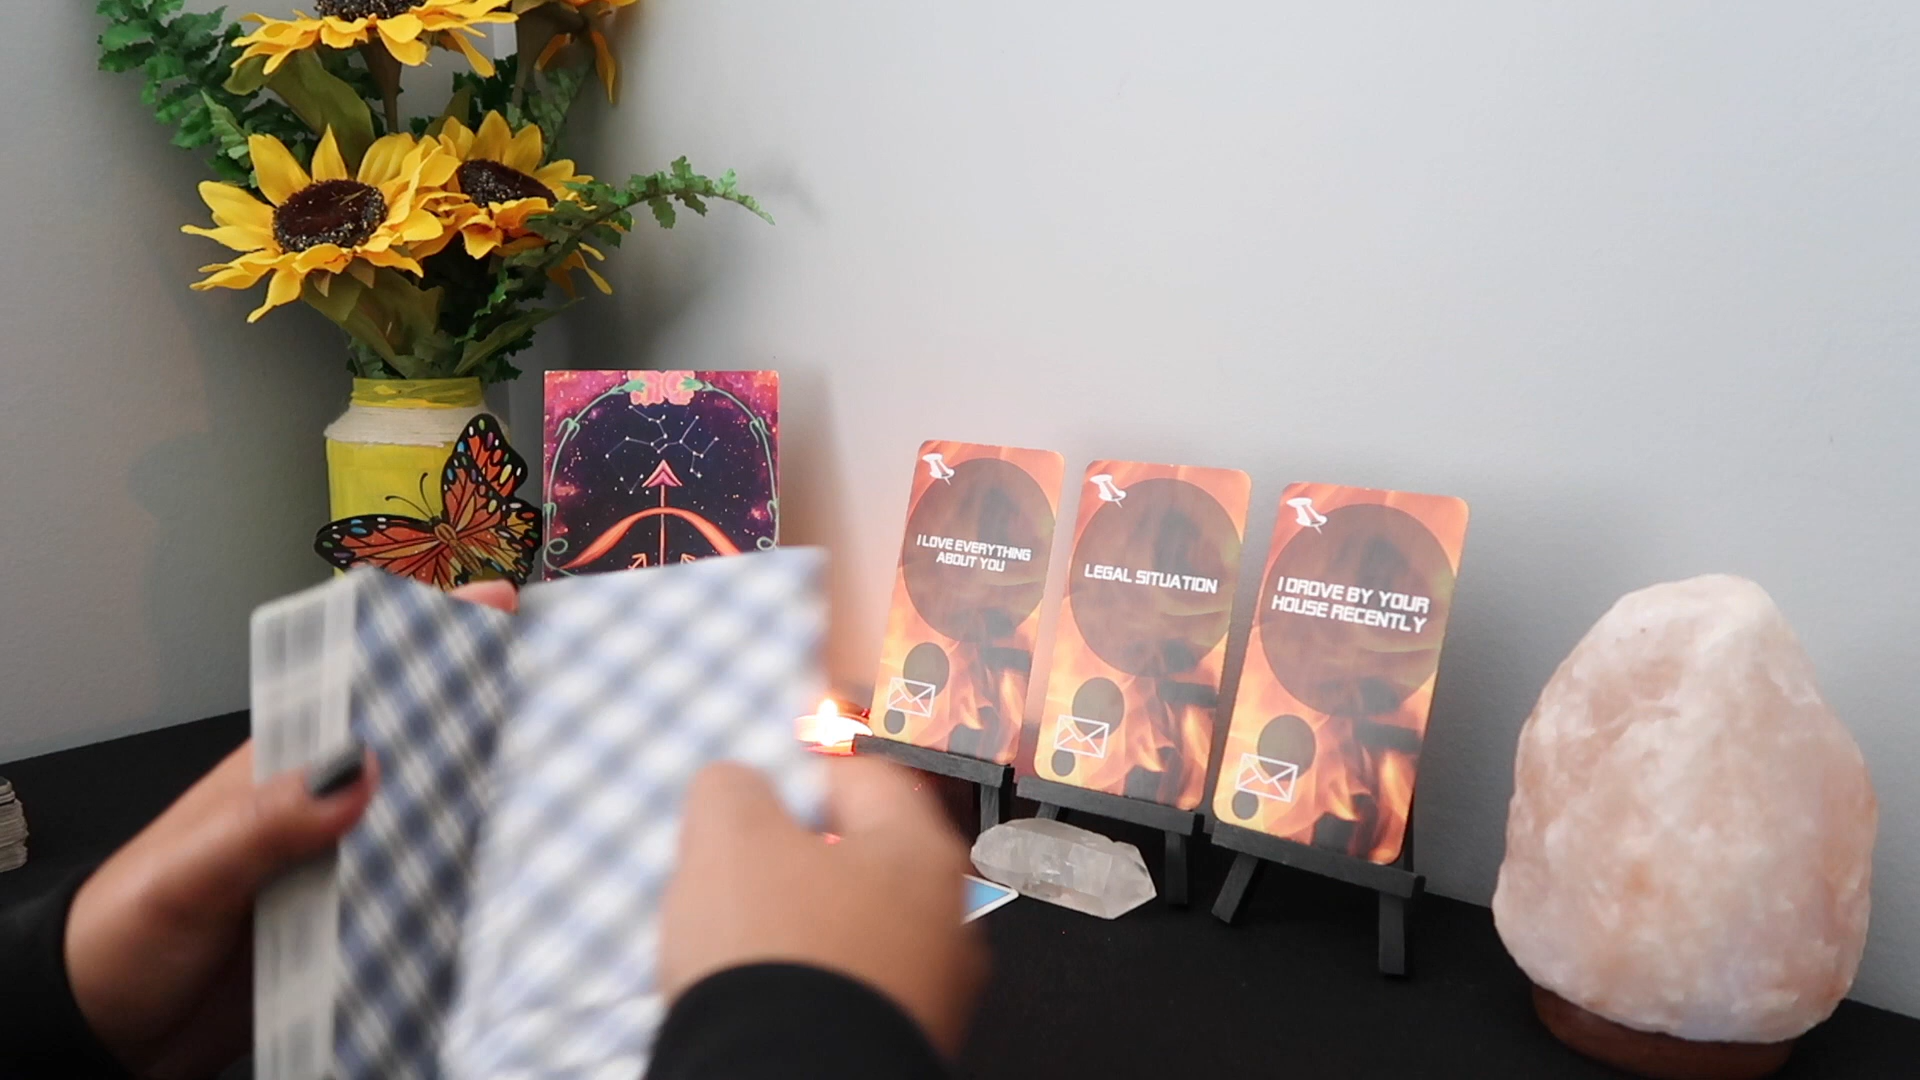 I LOVE EVERYTHING
ABOUT YOU
LEGAL SITUATION
I DROVE BY YOUR
HOUSE RECENTLY